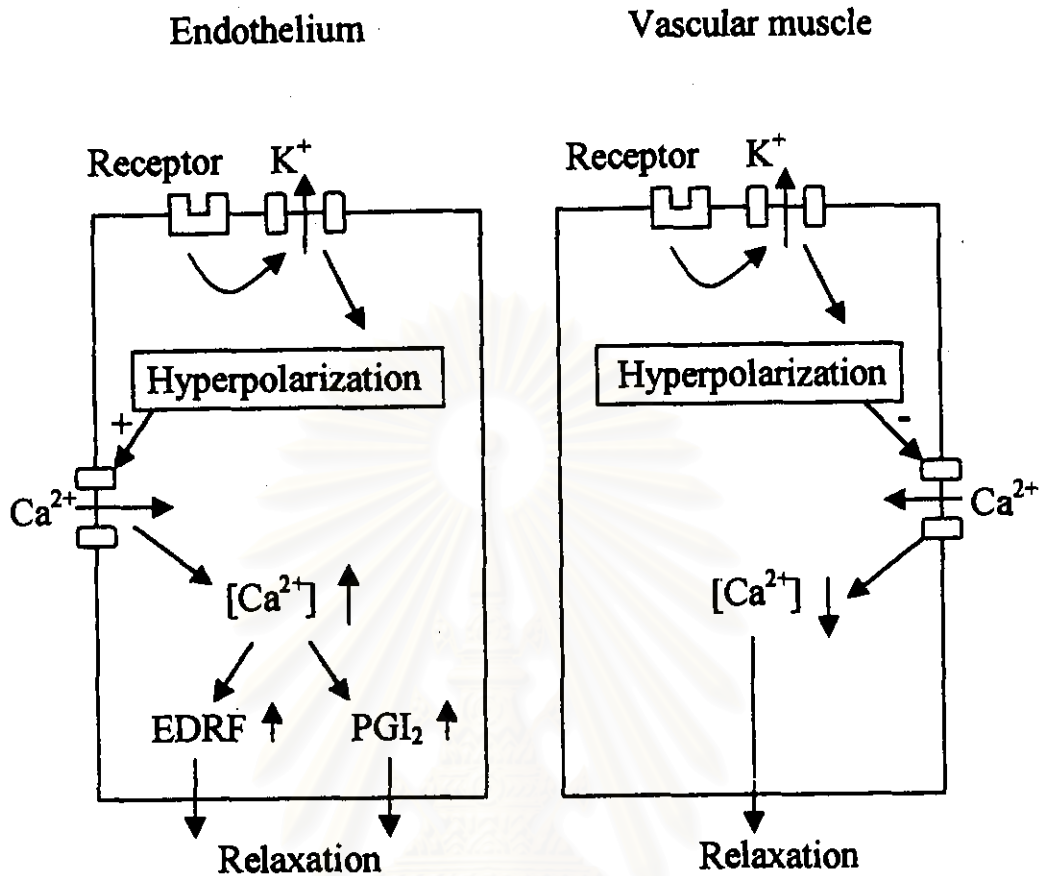 Endothelium
Vascular muscle
Receptor K⁺
Hyperpolarization
+
Ca²⁺
[Ca²⁺]
EDRF PGI₂
Relaxation
Receptor K⁺
Hyperpolarization
-
Ca²⁺
[Ca²⁺]
Relaxation